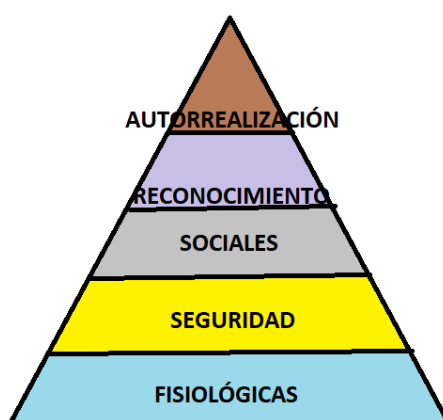 AUTORREALIZACIÓN
RECONOCIMIENTO
SOCIALES
SEGURIDAD
FISIOLÓGICAS